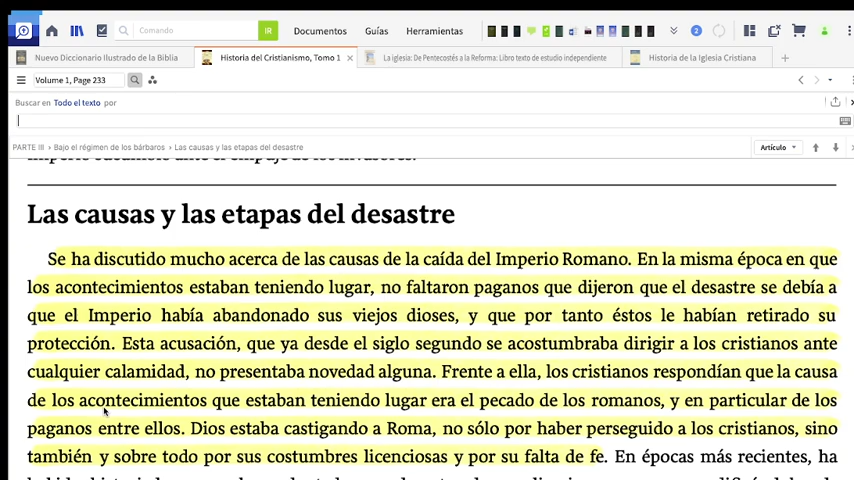 Comando
IR
Documentos
Guías
Herramientas
2
Nuevo Diccionario Ilustrado de la Biblia
Historia del Cristianismo, Tomo 1
La iglesia: De Pentecostés a la Reforma: Libro texto de estudio independiente
Historia de la Iglesia Cristiana
Volume 1, Page 233
Buscar en Todo el texto por
PARTE III › Bajo el régimen de los bárbaros › Las causas y las etapas del desastre
Artículo
Las causas y las etapas del desastre
Se ha discutido mucho acerca de las causas de la caída del Imperio Romano. En la misma época en que
los acontecimientos estaban teniendo lugar, no faltaron paganos que dijeron que el desastre se debía a
que el Imperio había abandonado sus viejos dioses, y que por tanto éstos le habían retirado su
protección. Esta acusación, que ya desde el siglo segundo se acostumbraba dirigir a los cristianos ante
cualquier calamidad, no presentaba novedad alguna. Frente a ella, los cristianos respondían que la causa
de los acontecimientos que estaban teniendo lugar era el pecado de los romanos, y en particular de los
paganos entre ellos. Dios estaba castigando a Roma, no sólo por haber perseguido a los cristianos, sino
también y sobre todo por sus costumbres licenciosas y por su falta de fe. En épocas más recientes, ha